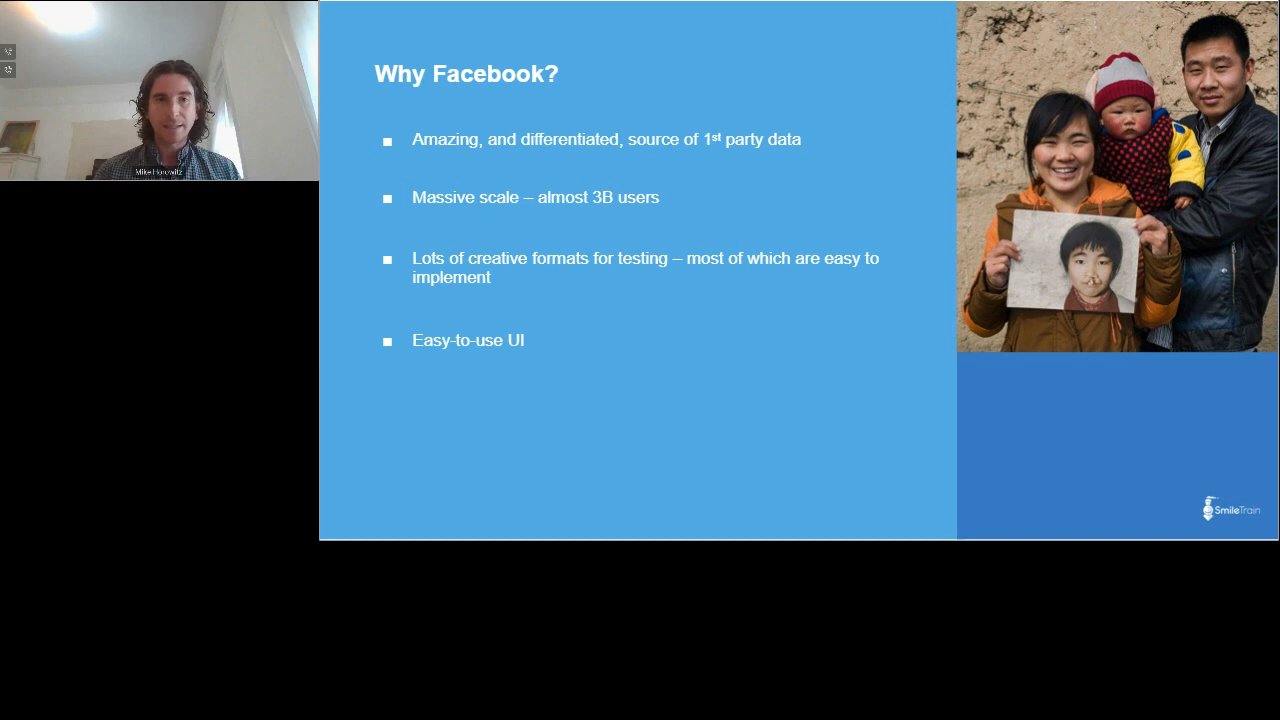 Mike Horowitz
Why Facebook?
■ Amazing, and differentiated, source of 1st party data
■ Massive scale – almost 3B users
■ Lots of creative formats for testing – most of which are easy to
implement
■ Easy-to-use UI
SmileTrain